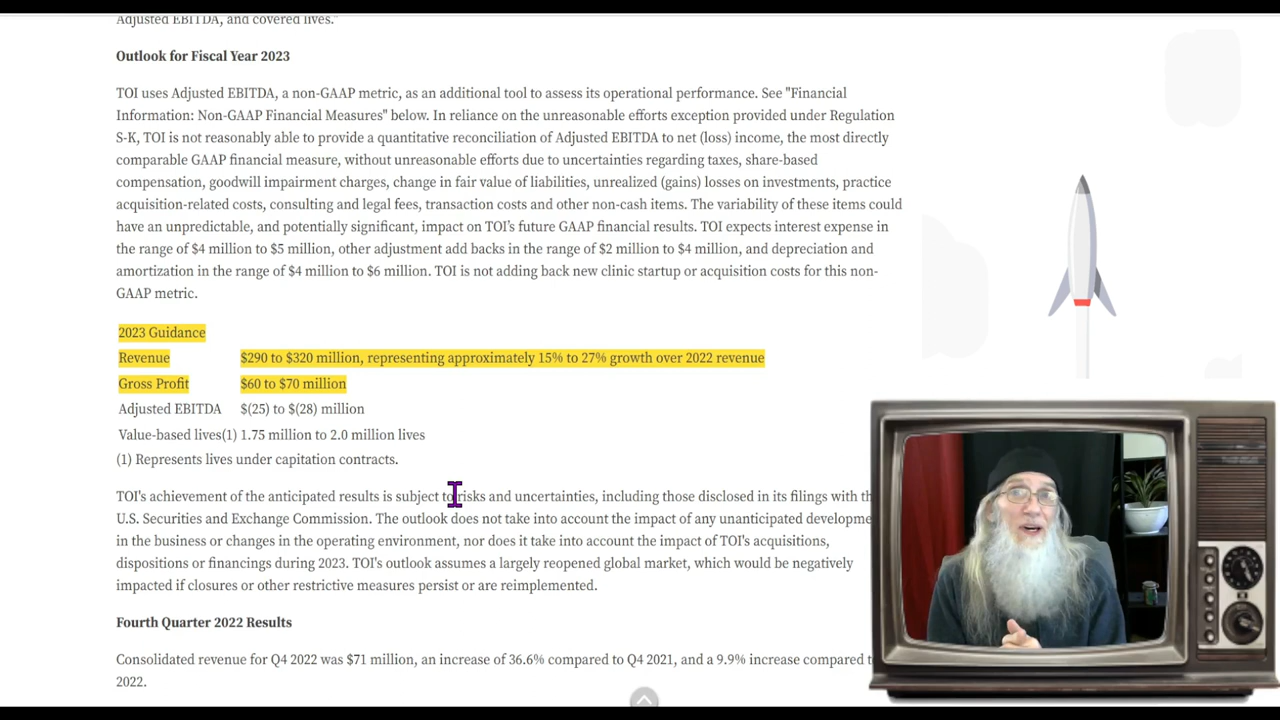 Adjusted EBITDA, and covered lives."
Outlook for Fiscal Year 2023
TOI uses Adjusted EBITDA, a non-GAAP metric, as an additional tool to assess its operational performance. See "Financial
Information: Non-GAAP Financial Measures" below. In reliance on the unreasonable efforts exception provided under Regulation
S-K, TOI is not reasonably able to provide a quantitative reconciliation of Adjusted EBITDA to net (loss) income, the most directly
comparable GAAP financial measure, without unreasonable efforts due to uncertainties regarding taxes, share-based
compensation, goodwill impairment charges, change in fair value of liabilities, unrealized (gains) losses on investments, practice
acquisition-related costs, consulting and legal fees, transaction costs and other non-cash items. The variability of these items could
have an unpredictable, and potentially significant, impact on TOI's future GAAP financial results. TOI expects interest expense in
the range of $4 million to $5 million, other adjustment add backs in the range of $2 million to $4 million, and depreciation and
amortization in the range of $4 million to $6 million. TOI is not adding back new clinic startup or acquisition costs for this non-
GAAP metric.
2023 Guidance
Revenue $290 to $320 million, representing approximately 15% to 27% growth over 2022 revenue
Gross Profit $60 to $70 million
Adjusted EBITDA $(25) to $(28) million
Value-based lives(1) 1.75 million to 2.0 million lives
(1) Represents lives under capitation contracts.
TOI's achievement of the anticipated results is subject to risks and uncertainties, including those disclosed in its filings with
U.S. Securities and Exchange Commission. The outlook does not take into account the impact of any unanticipated
in the business or changes in the operating environment, nor does it take into account the impact of TOI's acquisitions,
dispositions or financings during 2023. TOI's outlook assumes a largely reopened global market, which would be negatively
impacted if closures or other restrictive measures persist or are reimplemented.
Fourth Quarter 2022 Results
Consolidated revenue for Q4 2022 was $71 million, an increase of 36.6% compared to Q4 2021, and a 9.9% increase compared
2022.